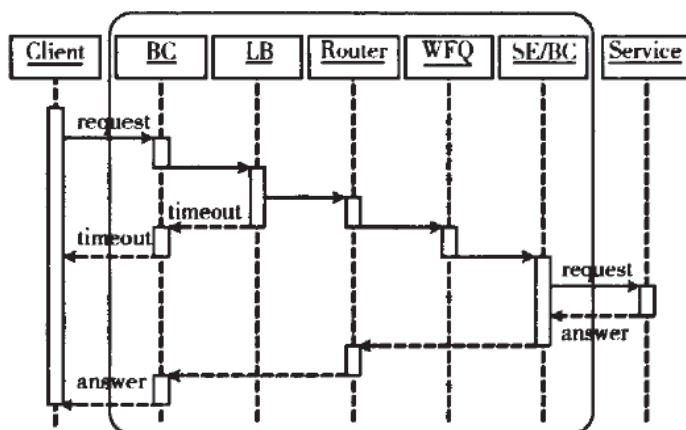 Client BC LB Router WFQ SE/BC Service
request
timeout
timeout
request
answer
answer